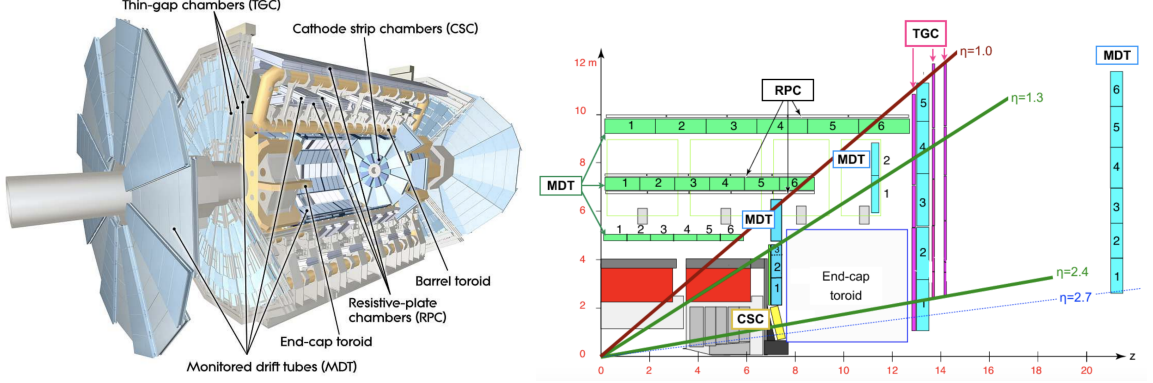 Thin-gap chambers (TGC)
Cathode strip chambers (CSC)
Barrel toroid
Resistive-plate
chambers (RPC)
End-cap toroid
Monitored drift tubes (MDT)
TGC
12 m
η=1.0
MDT
RPC
η=1.3
6
5
10
1 2 3 4 5 6
5
4
8
MDT
2
4
MDT
1 2 3 4 5 6
1
3
6
MDT
3
1 2 3 4 5 6
2
2
4
3
End-cap
toroid
2
1
1
η=2.4
η=2.7
2
CSC
1
0
z
0 2 4 6 8 10 12 14 16 18 20